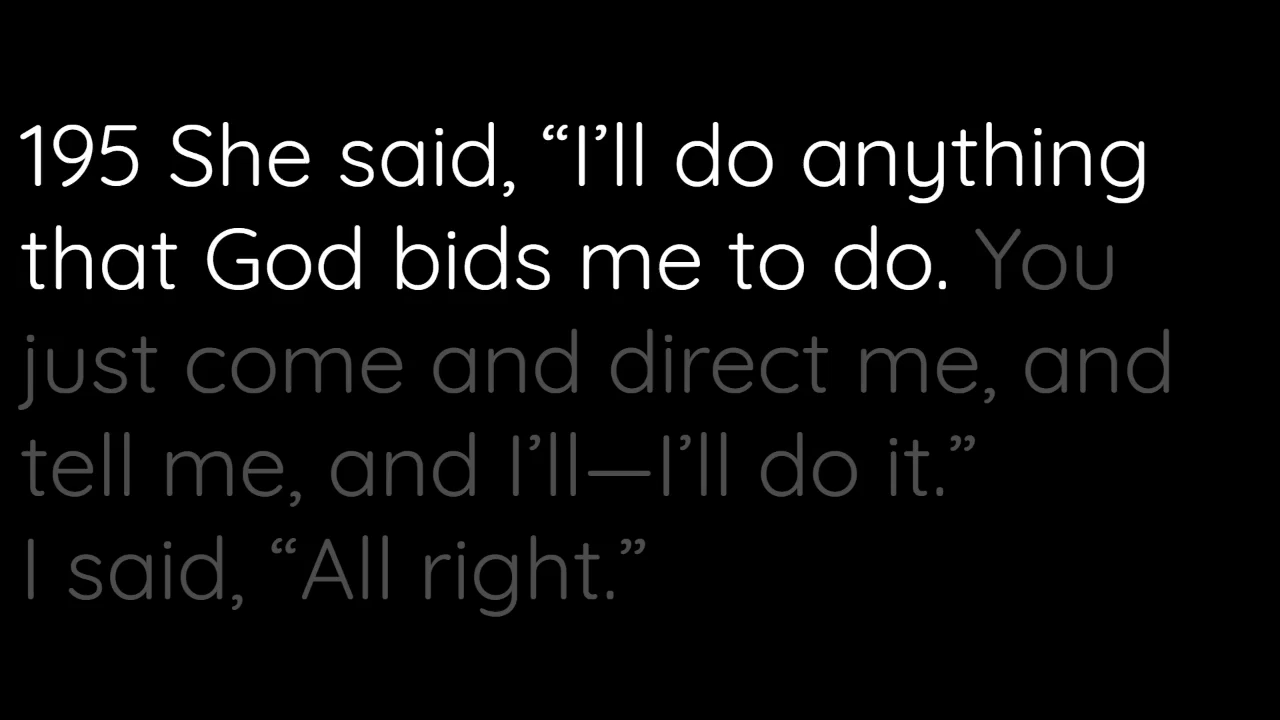 195 She said, “I’ll do anything
that God bids me to do. You
just come and direct me, and
tell me, and I’ll—I’ll do it.”
I said, “All right.”